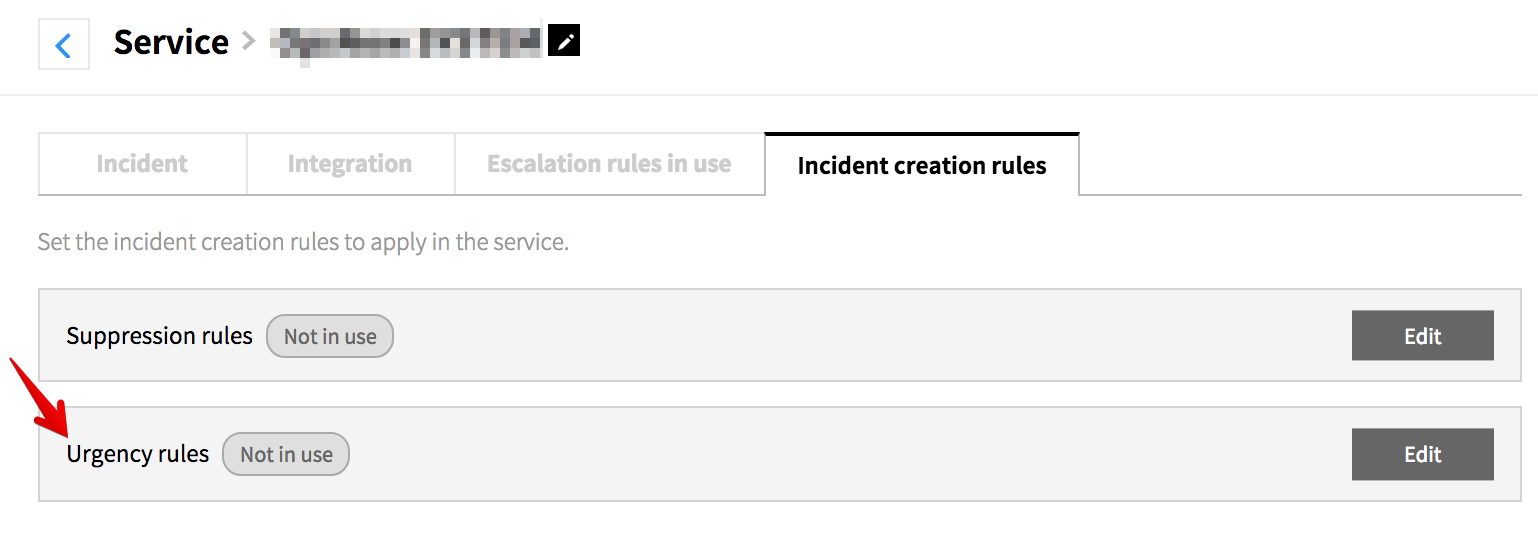 Service >
Incident
Integration
Escalation rules in use
Incident creation rules
Set the incident creation rules to apply in the service.
Suppression rules Not in use Edit
Urgency rules Not in use Edit